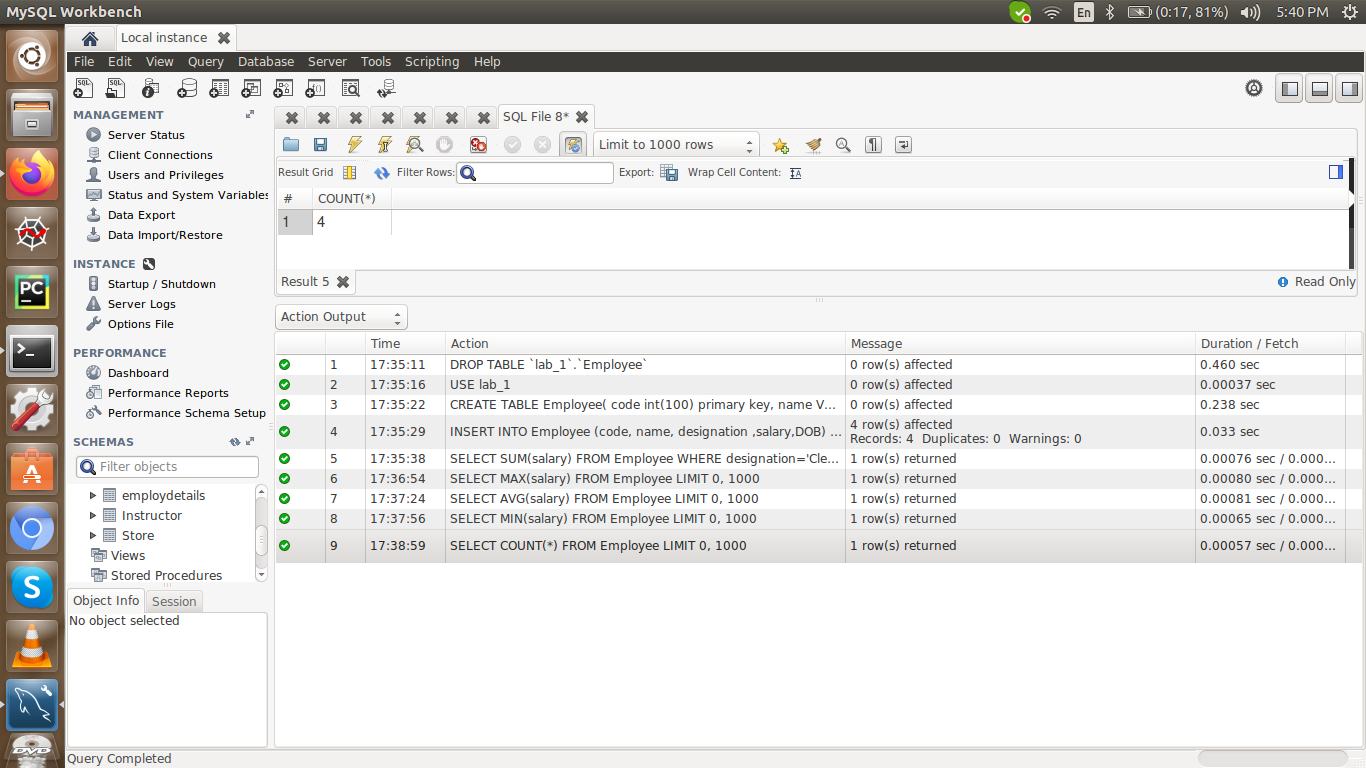 MySQL Workbench
En
(0:17, 81%)
5:40 PM
Local instance
File Edit View Query Database Server Tools Scripting Help
MANAGEMENT
Server Status
Client Connections
Users and Privileges
Status and System Variables
Data Export
Data Import/Restore
INSTANCE
Startup / Shutdown
Server Logs
Options File
PERFORMANCE
Dashboard
Performance Reports
Performance Schema Setup
SCHEMAS
Filter objects
employdetails
Instructor
Store
Views
Stored Procedures
Object Info Session
No object selected
SQL File 8*
Limit to 1000 rows
Result Grid Filter Rows: Export: Wrap Cell Content:
# COUNT(*)
1 4
Result 5 Read Only
Action Output
Time Action Message Duration / Fetch
1 17:35:11 DROP TABLE `lab_1`.`Employee` 0 row(s) affected 0.460 sec
2 17:35:16 USE lab_1 0 row(s) affected 0.00037 sec
3 17:35:22 CREATE TABLE Employee( code int(100) primary key, name V... 0 row(s) affected 0.238 sec
4 17:35:29 INSERT INTO Employee (code, name, designation ,salary,DOB) ... 4 row(s) affected
Records: 4 Duplicates: 0 Warnings: 0 0.033 sec
5 17:35:38 SELECT SUM(salary) FROM Employee WHERE designation='Cle... 1 row(s) returned 0.00076 sec / 0.000...
6 17:36:54 SELECT MAX(salary) FROM Employee LIMIT 0, 1000 1 row(s) returned 0.00080 sec / 0.000...
7 17:37:24 SELECT AVG(salary) FROM Employee LIMIT 0, 1000 1 row(s) returned 0.00081 sec / 0.000...
8 17:37:56 SELECT MIN(salary) FROM Employee LIMIT 0, 1000 1 row(s) returned 0.00065 sec / 0.000...
9 17:38:59 SELECT COUNT(*) FROM Employee LIMIT 0, 1000 1 row(s) returned 0.00057 sec / 0.000...
Query Completed
SQL
SQL
PC
DVD